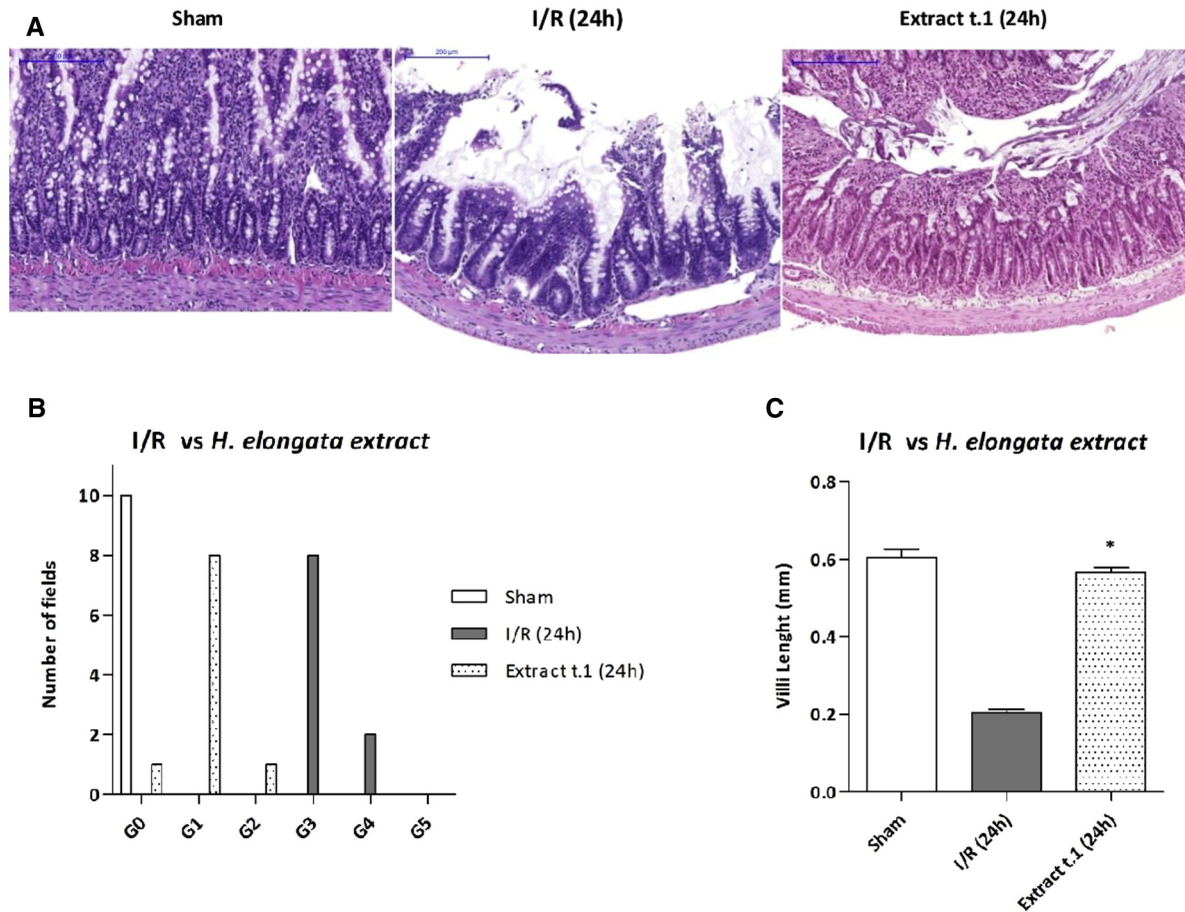 A
Sham
I/R (24h)
Extract t.1 (24h)
200 μm
B
I/R vs H. elongata extract
Number of fields
10
8
6
4
2
0
G0
G1
G2
G3
G4
G5
Sham
I/R (24h)
Extract t.1 (24h)
C
I/R vs H. elongata extract
Villi Lenght (mm)
0.8
0.6
0.4
0.2
0.0
*
Sham
I/R (24h)
Extract t.1 (24h)